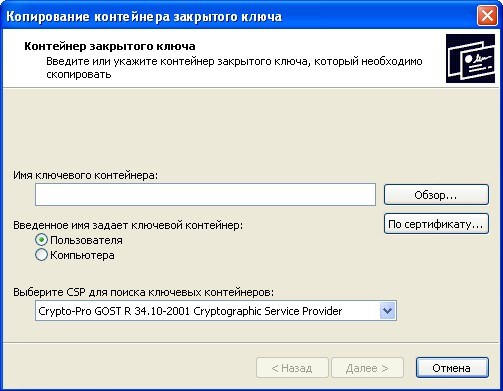 Копирование контейнера закрытого ключа
Контейнер закрытого ключа
Введите или укажите контейнер закрытого ключа, который необходимо
скопировать
Имя ключевого контейнера:
Обзор...
Введенное имя задает ключевой контейнер:
По сертификату...
Пользователя
Компьютера
Выберите CSP для поиска ключевых контейнеров:
Crypto-Pro GOST R 34.10-2001 Cryptographic Service Provider
< Назад
Далее >
Отмена